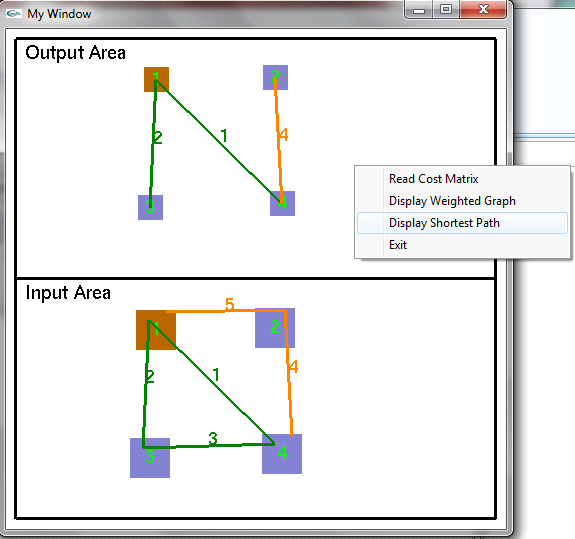 My Window
Output Area
1
2
2
1
4
3
4
Read Cost Matrix
Display Weighted Graph
Display Shortest Path
Exit
Input Area
5
1
2
2
1
4
3
3
4